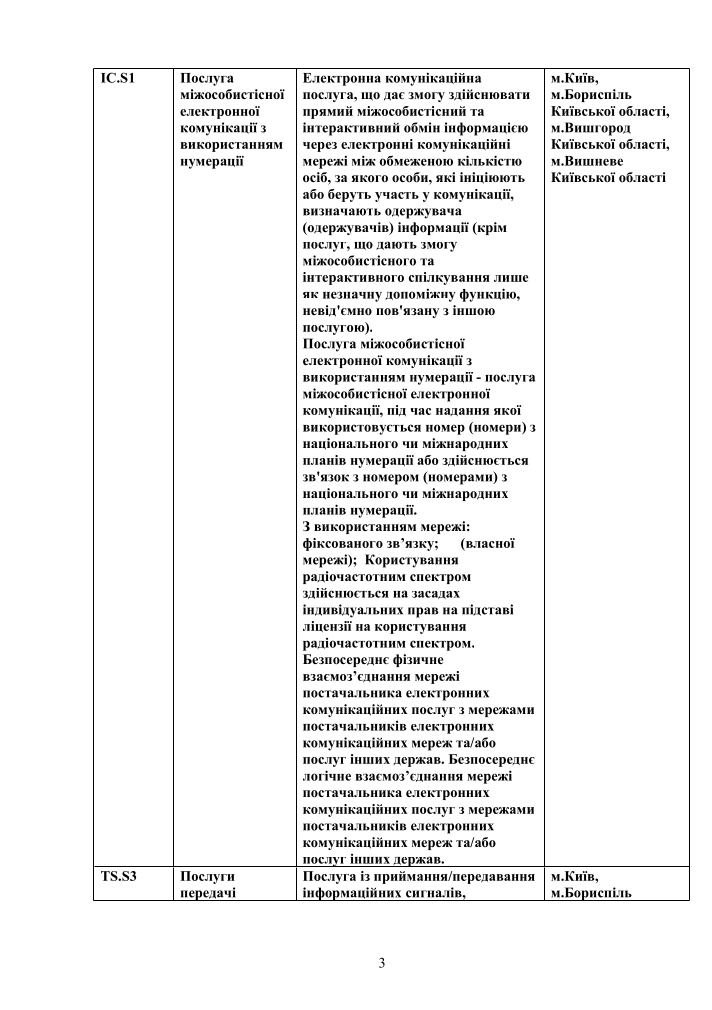 IC.S1
Послуга
міжособистісної
електронної
комунікації з
використанням
нумерації
Електронна комунікаційна
послуга, що дає змогу здійснювати
прямий міжособистісний та
інтерактивний обмін інформацією
через електронні комунікаційні
мережі між обмеженою кількістю
осіб, за якого особи, які ініціюють
або беруть участь у комунікації,
визначають одержувача
(одержувачів) інформації (крім
послуг, що дають змогу
міжособистісного та
інтерактивного спілкування лише
як незначну допоміжну функцію,
невід'ємно пов'язану з іншою
послугою).
Послуга міжособистісної
електронної комунікації з
використанням нумерації - послуга
міжособистісної електронної
комунікації, під час надання якої
використовується номер (номери) з
національного чи міжнародних
планів нумерації або здійснюється
зв'язок з номером (номерами) з
національного чи міжнародних
планів нумерації.
З використанням мережі:
фіксованого зв’язку; (власної
мережі); Користування
радіочастотним спектром
здійснюється на засадах
індивідуальних прав на підставі
ліцензії на користування
радіочастотним спектром.
Безпосереднє фізичне
взаємоз’єднання мережі
постачальника електронних
комунікаційних послуг з мережами
постачальників електронних
комунікаційних мереж та/або
послуг інших держав. Безпосереднє
логічне взаємоз’єднання мережі
постачальника електронних
комунікаційних послуг з мережами
постачальників електронних
комунікаційних мереж та/або
послуг інших держав.
м.Київ,
м.Бориспіль
Київської області,
м.Вишгород
Київської області,
м.Вишневе
Київської області
TS.S3
Послуги
передачі
Послуга із приймання/передавання
інформаційних сигналів,
м.Київ,
м.Бориспіль
3